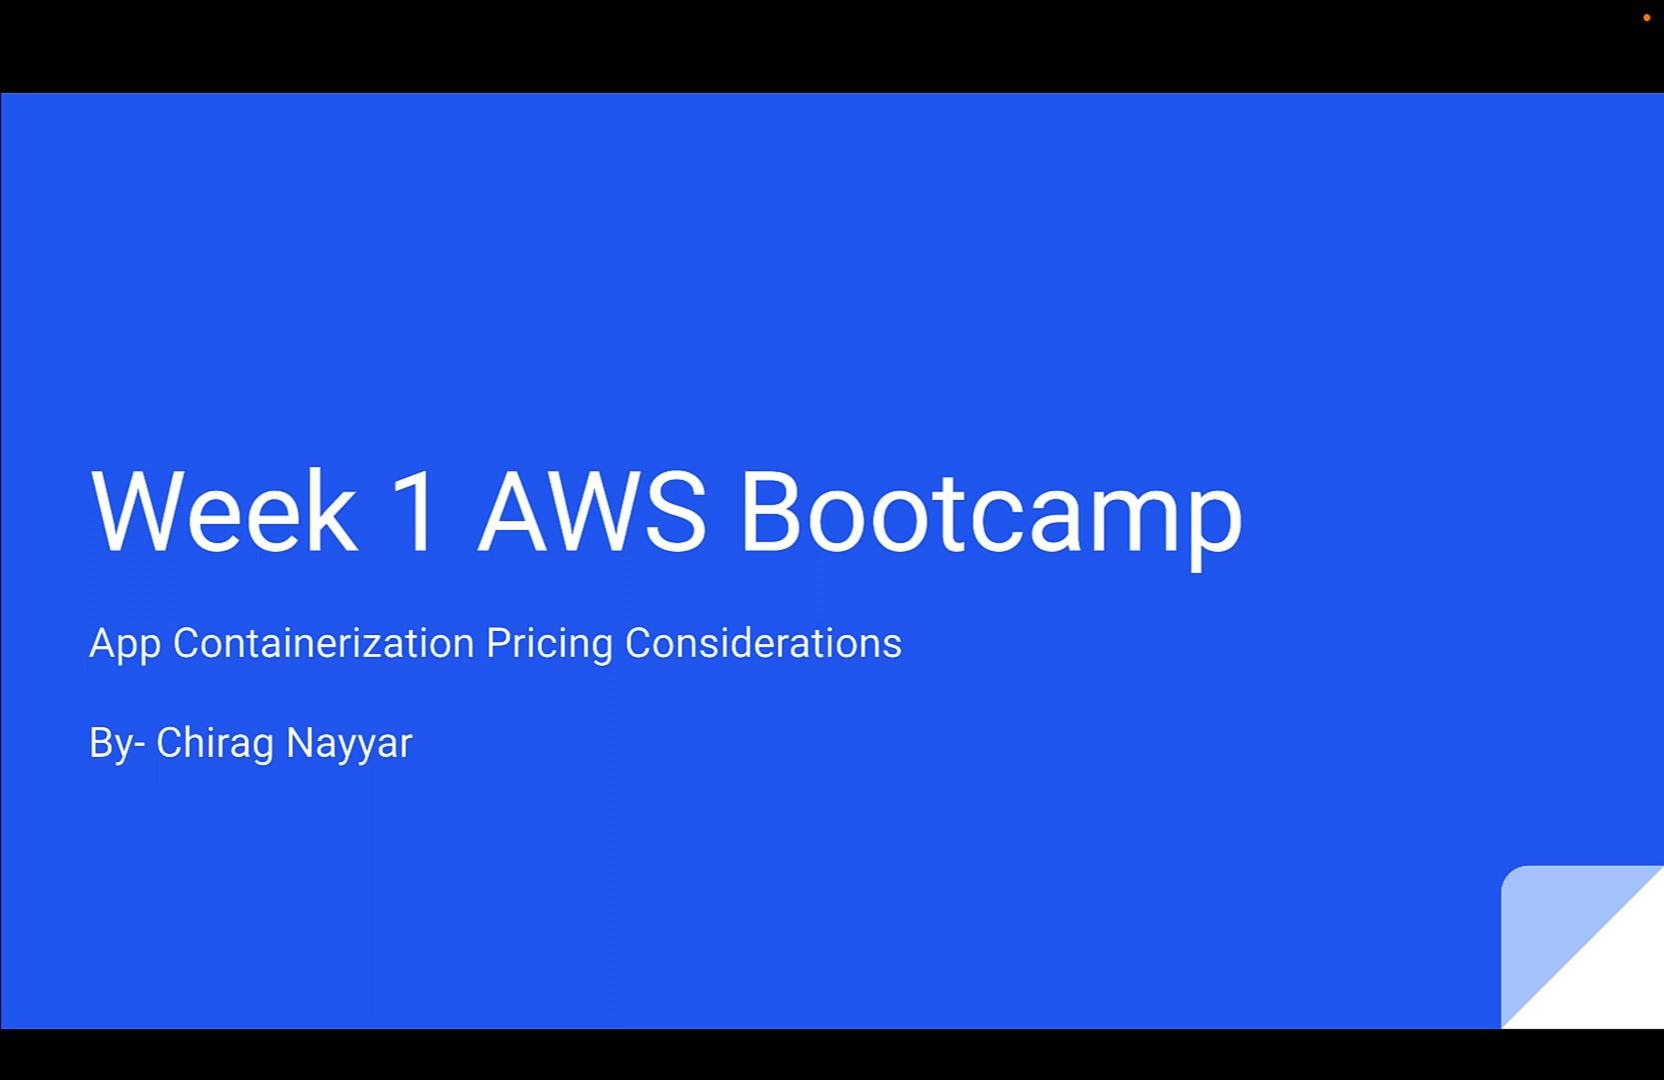 Week 1 AWS Bootcamp
App Containerization Pricing Considerations
By- Chirag Nayyar